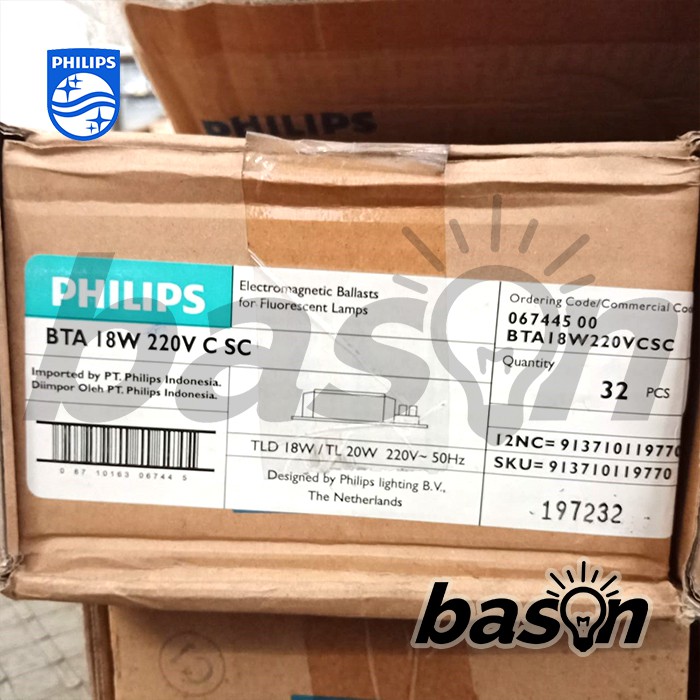 PHILIPS
PHILIPS
PHILIPS
BTA 18W 220V C SC
Imported by PT. Philips Indonesia.
Diimpor Oleh PT. Philips Indonesia.
0 87 10163 06744 5
Electromagnetic Ballasts
for Fluorescent Lamps
TLD 18W / TL 20W 220V~ 50Hz
Designed by Philips lighting B.V.,
The Netherlands
Ordering Code/Commercial Co
067445 00
BTA18W220VCSC
Quantity
32 PCS
12NC= 913710119770
SKU= 913710119770
197232
bason
bason
3